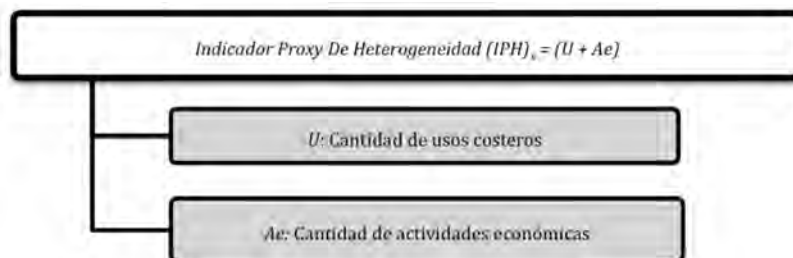 Indicador Proxy De Heterogeneidad (IPH)ₓ = (U + Ae)
U: Cantidad de usos costeros
Ae: Cantidad de actividades económicas